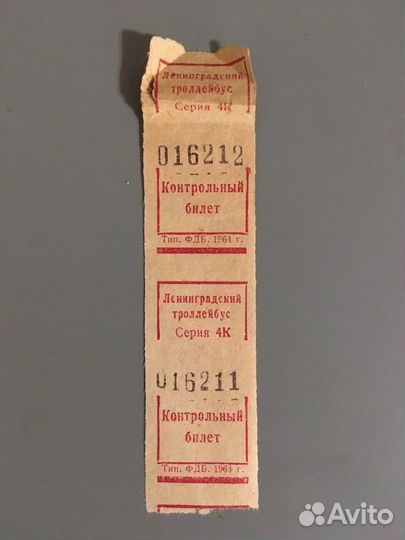 Ленинградский
троллейбус
Серия 4К
016212
Контрольный
билет
Тип. ФДБ. 1964 г.
Ленинградский
троллейбус
Серия 4К
016211
Контрольный
билет
Тип. ФДБ. 1964 г.
Avito